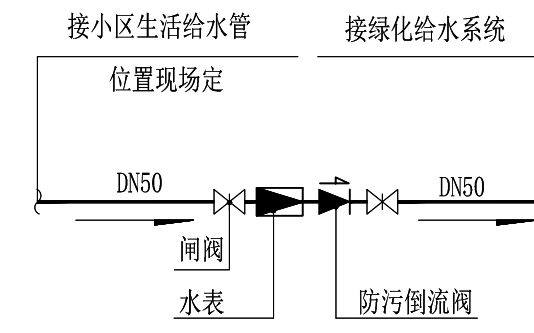 接小区生活给水管
接绿化给水系统
位置现场定
DN50
DN50
闸阀
水表
防污倒流阀